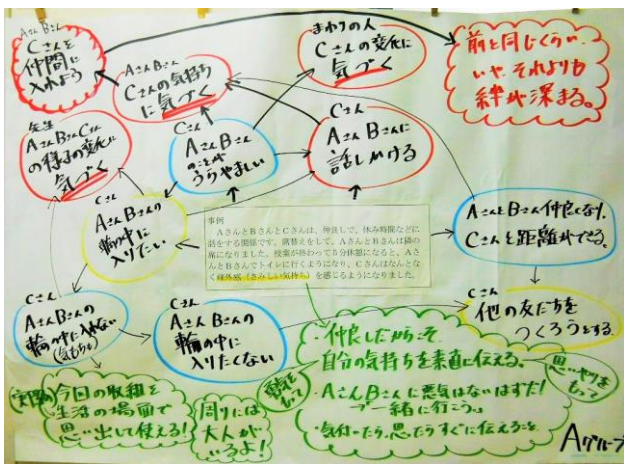 Aさん Bさん
Cさんを
仲間に
入れよう
Aさん Bさん
Cさんの気持ち
に気づく
まわりの人
Cさんの変化に
気づく
前と同じくらい、
いや、それよりも
絆が深まる。
先生
Aさん Bさん Cさん
の様子の変化に
気づく
Cさん
Aさん Bさん
のことが
うらやましい
Cさん
Aさん Bさんに
話しかける
Cさん
Aさん Bさんの
輪の中に
入りたい
事例
AさんとBさんとCさんは、仲良しで、休み時間などに
話をする関係です。席替えをして、AさんとBさんは隣の
席になりました。授業が終わって5分休憩になると、Aさ
んとBさんでトイレに行くようになり、Cさんはなんとな
く疎外感（さみしい気持ち）を感じるようになりました。
AさんとBさん仲良くなり、
Cさんと距離ができる。
Cさん
Aさん Bさんの
輪の中に入れない
(気もち)
Cさん
Aさん Bさんの
輪の中に
入りたくない
Cさん
他の友だちを
つくろうとする。
今回の取組を
生活の場面で
思い出して使える!
周りには
大人が
いるよ!
・仲良しだからこそ
自分の気持ちを素直に伝える。
・Aさん Bさんに悪気はないはずだ!
一緒に行こう。
・気付いたら、思ったらすぐに伝えること
もって
思いやりを
もって
Aグループ